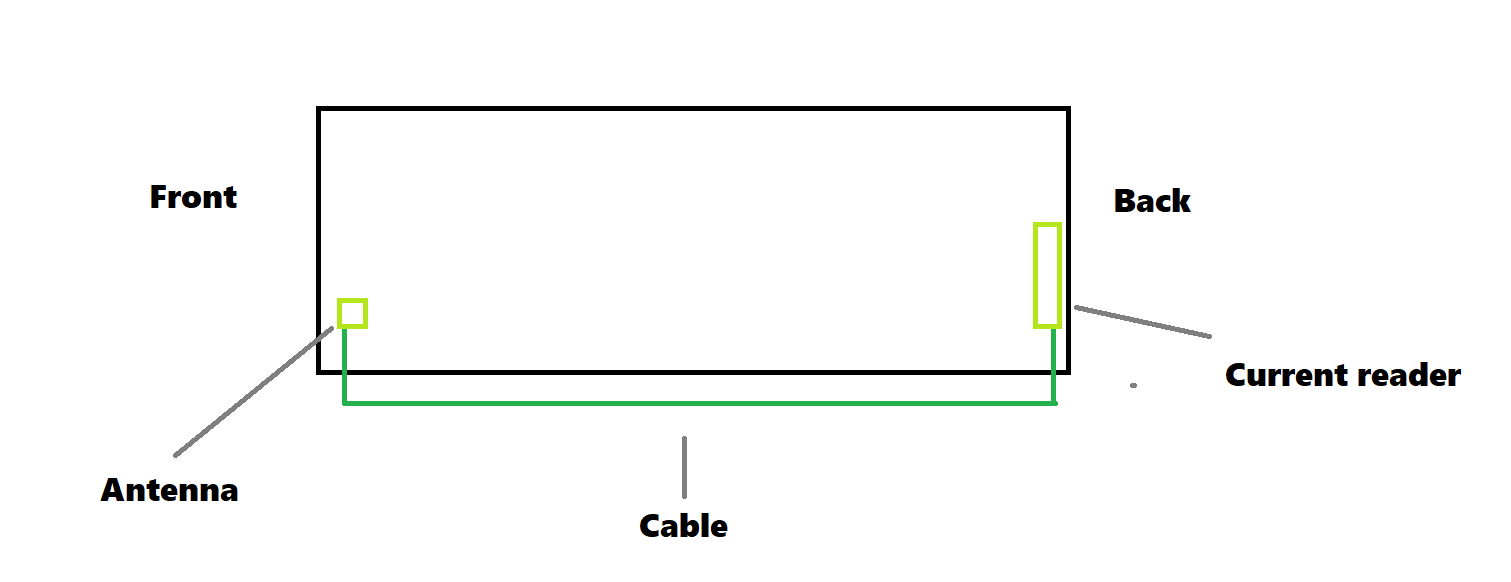 Front
Back
Current reader
Antenna
Cable